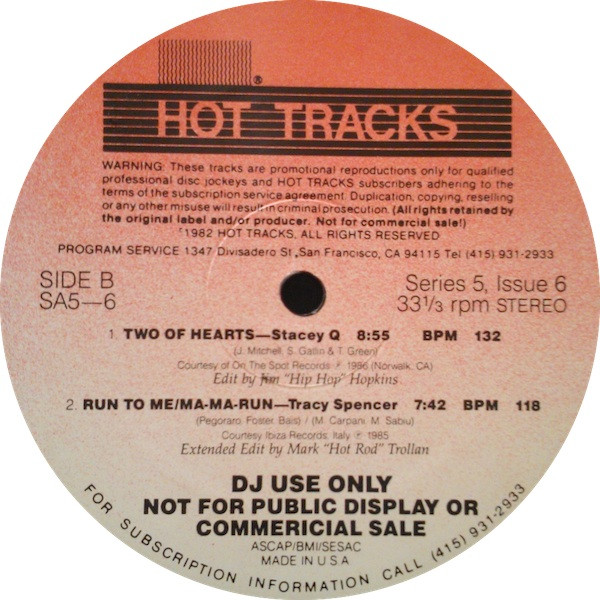 ®
HOT TRACKS
WARNING: These tracks are promotional reproductions only for qualified
professional disc jockeys and HOT TRACKS subscribers adhering to the
terms of the subscription service agreement. Duplication, copying, reselling
or any other misuse will result in criminal prosecution. (All rights retained by
the original label and/or producer. Not for commercial sale!)
©1982 HOT TRACKS. ALL RIGHTS RESERVED
PROGRAM SERVICE 1347 Divisadero St., San Francisco, CA 94115 Tel (415) 931-2933
SIDE B
SA5—6
Series 5, Issue 6
33 1/3 rpm STEREO
1. TWO OF HEARTS—Stacey Q 8:55 BPM 132
(J. Mitchell, S. Gatlin & T. Green)
Courtesy of On The Spot Records ℗ 1986 (Norwalk, CA)
Edit by Jim "Hip Hop" Hopkins
2. RUN TO ME/MA-MA-RUN—Tracy Spencer 7:42 BPM 118
(Pegoraro, Foster, Bais) / (M. Carpani, M. Sabiu)
Courtesy Ibiza Records, Italy ℗ 1985
Extended Edit by Mark "Hot Rod" Trollan
DJ USE ONLY
NOT FOR PUBLIC DISPLAY OR
COMMERICIAL SALE
ASCAP/BMI/SESAC
MADE IN U.S.A
FOR SUBSCRIPTION INFORMATION CALL (415) 931-2933